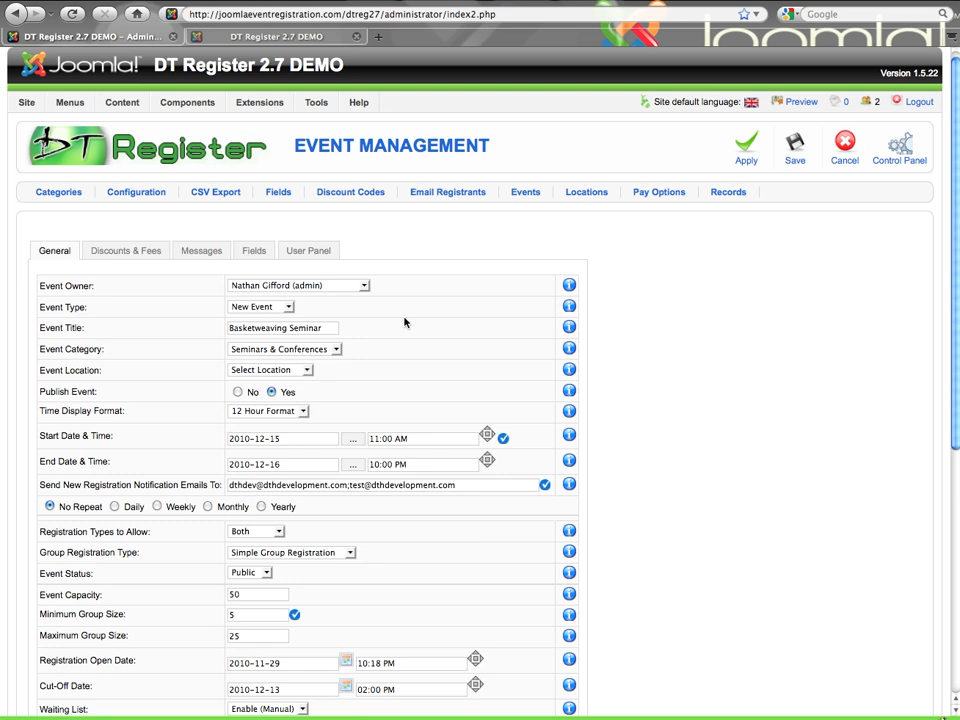 http://joomlaeventregistration.com/dtreg27/administrator/index2.php
Google
DT Register 2.7 DEMO – Admin...
DT Register 2.7 DEMO
Joomla!
Joomla! DT Register 2.7 DEMO
Version 1.5.22
Site Menus Content Components Extensions Tools Help
Site default language: Preview 0 2 Logout
DT Register EVENT MANAGEMENT
Apply Save Cancel Control Panel
Categories Configuration CSV Export Fields Discount Codes Email Registrants Events Locations Pay Options Records
General Discounts & Fees Messages Fields User Panel
Event Owner: Nathan Gifford (admin)
Event Type: New Event
Event Title: Basketweaving Seminar
Event Category: Seminars & Conferences
Event Location: Select Location
Publish Event: No Yes
Time Display Format: 12 Hour Format
Start Date & Time: 2010-12-15 ... 11:00 AM
End Date & Time: 2010-12-16 ... 10:00 PM
Send New Registration Notification Emails To: dthdev@dthdevelopment.com;test@dthdevelopment.com
No Repeat Daily Weekly Monthly Yearly
Registration Types to Allow: Both
Group Registration Type: Simple Group Registration
Event Status: Public
Event Capacity: 50
Minimum Group Size: 5
Maximum Group Size: 25
Registration Open Date: 2010-11-29 10:18 PM
Cut-Off Date: 2010-12-13 02:00 PM
Waiting List: Enable (Manual)